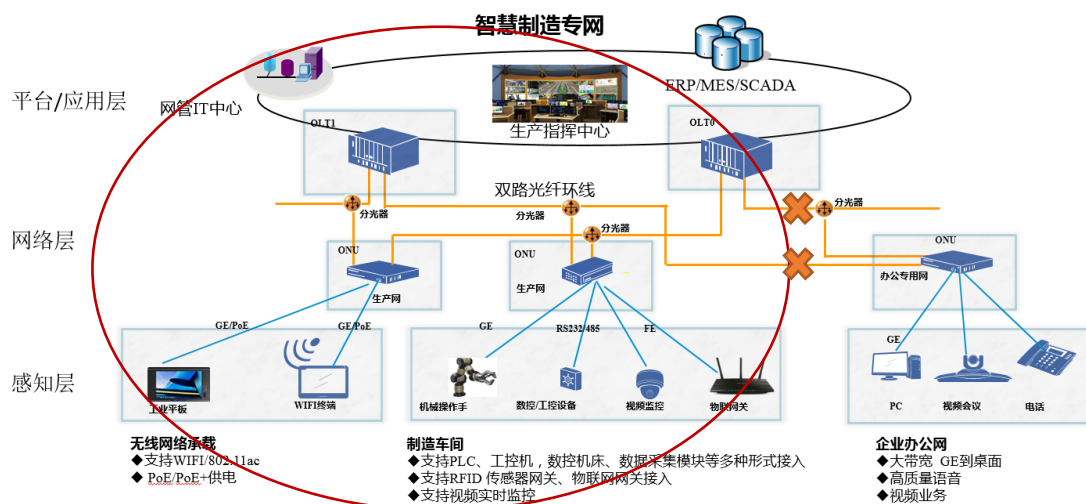 智慧制造专网
平台/应用层
网管IT中心
生产指挥中心
ERP/MES/SCADA
OLT1
OLT0
双路光纤环线
分光器
分光器
分光器
分光器
网络层
ONU
生产网
ONU
生产网
ONU
办公专用网
GE/PoE
GE/PoE
GE
RS232/485
FE
GE
感知层
工业平板
WIFI终端
机械操作手
数控/工控设备
视频监控
物联网关
PC
视频会议
电话
无线网络承载
◆支持WIFI/802.11ac
◆ PoE/PoE+供电
制造车间
◆支持PLC、工控机，数控机床、数据采集模块等多种形式接入
◆支持RFID 传感器网关、物联网网关接入
◆支持视频实时监控
企业办公网
◆大带宽 GE到桌面
◆高质量语音
◆视频业务